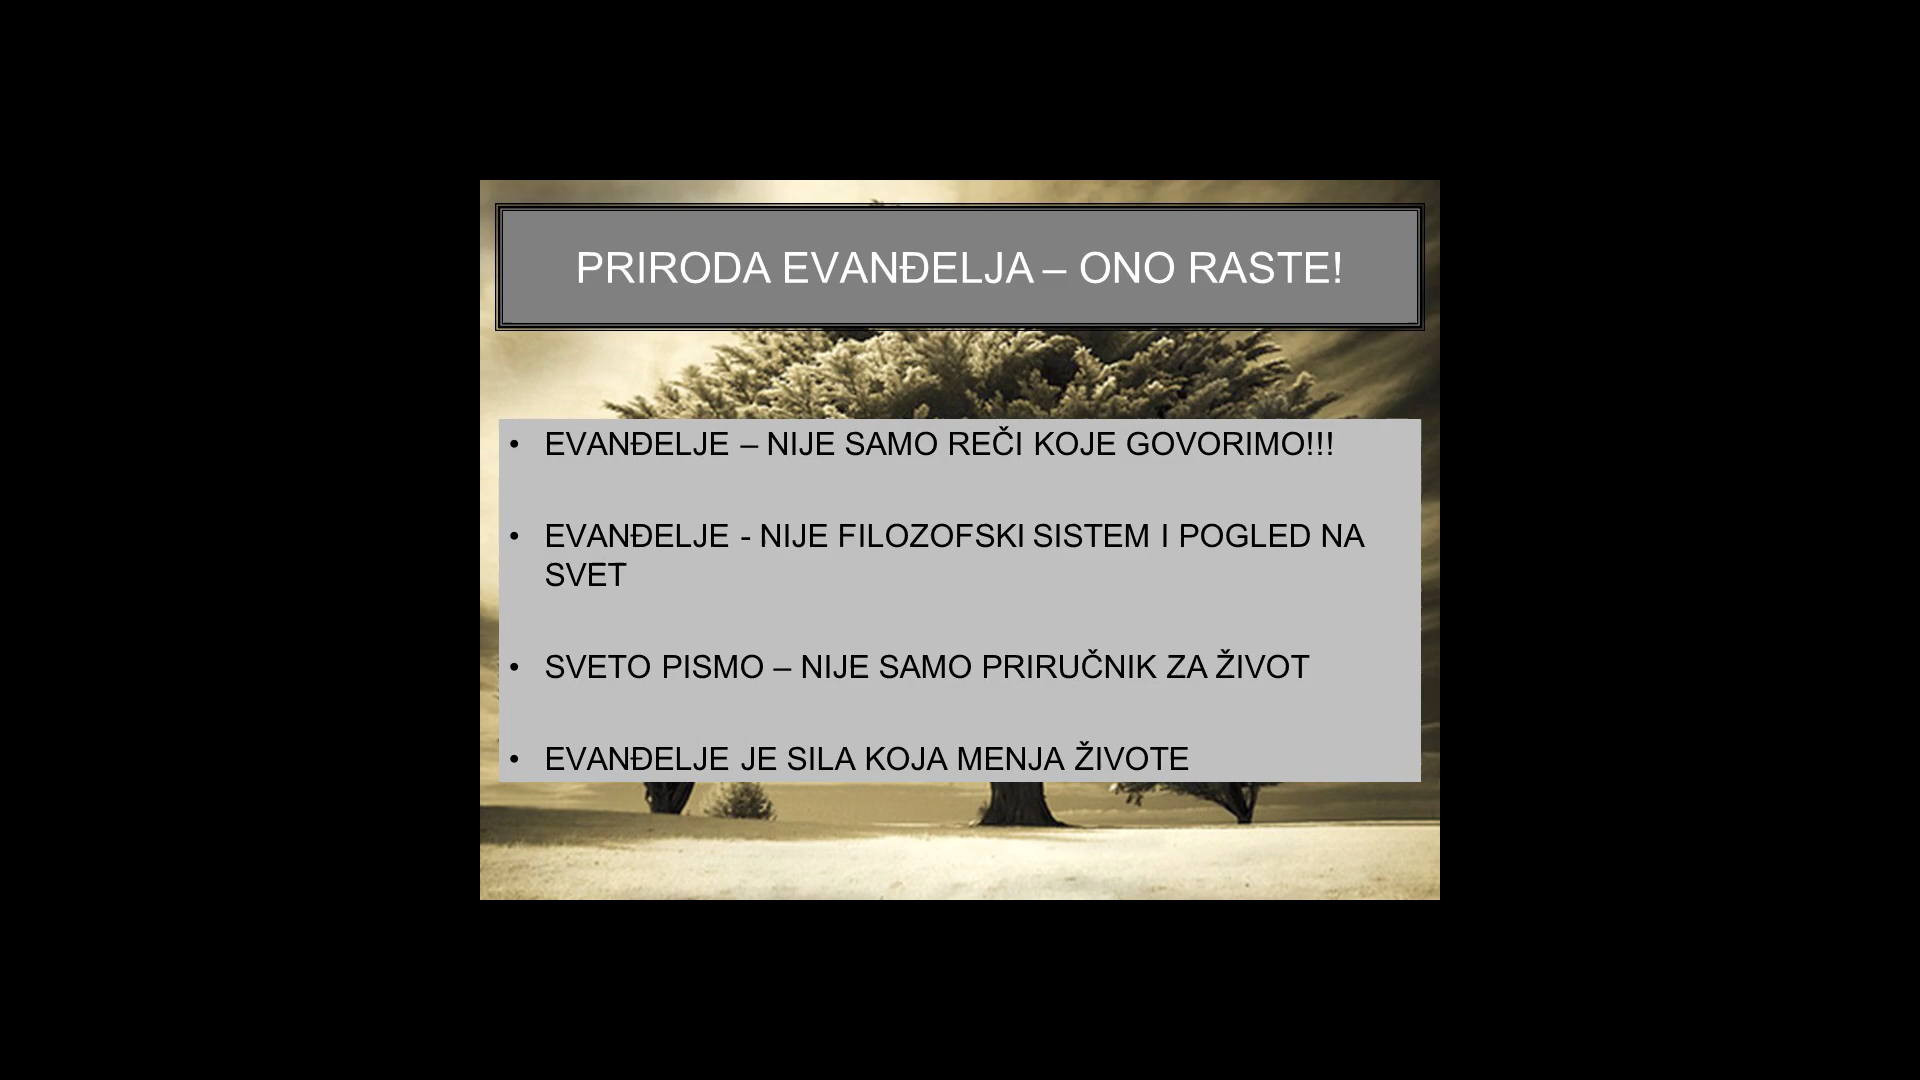 PRIRODA EVANĐELJA – ONO RASTE!
• EVANĐELJE – NIJE SAMO REČI KOJE GOVORIMO!!!
• EVANĐELJE - NIJE FILOZOFSKI SISTEM I POGLED NA
SVET
• SVETO PISMO – NIJE SAMO PRIRUČNIK ZA ŽIVOT
• EVANĐELJE JE SILA KOJA MENJA ŽIVOTE